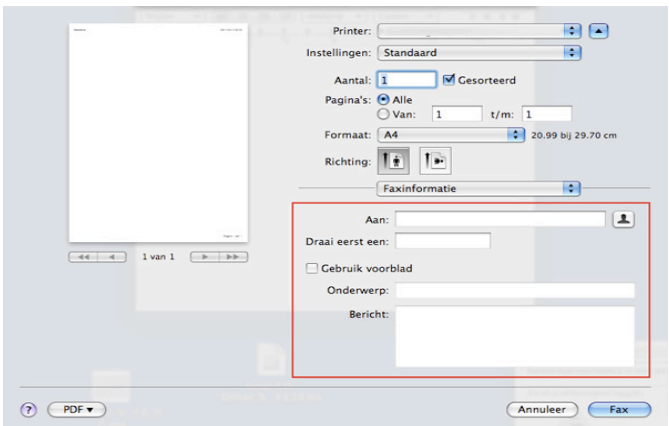 Printer:
Instellingen: Standaard
Aantal: 1 Gesorteerd
Pagina's: Alle
Van: 1 t/m: 1
Formaat: A4 20.99 bij 29.70 cm
Richting:
Faxinformatie
Aan:
Draai eerst een:
1 van 1
Gebruik voorblad
Onderwerp:
Bericht:
? PDF Annuleer Fax